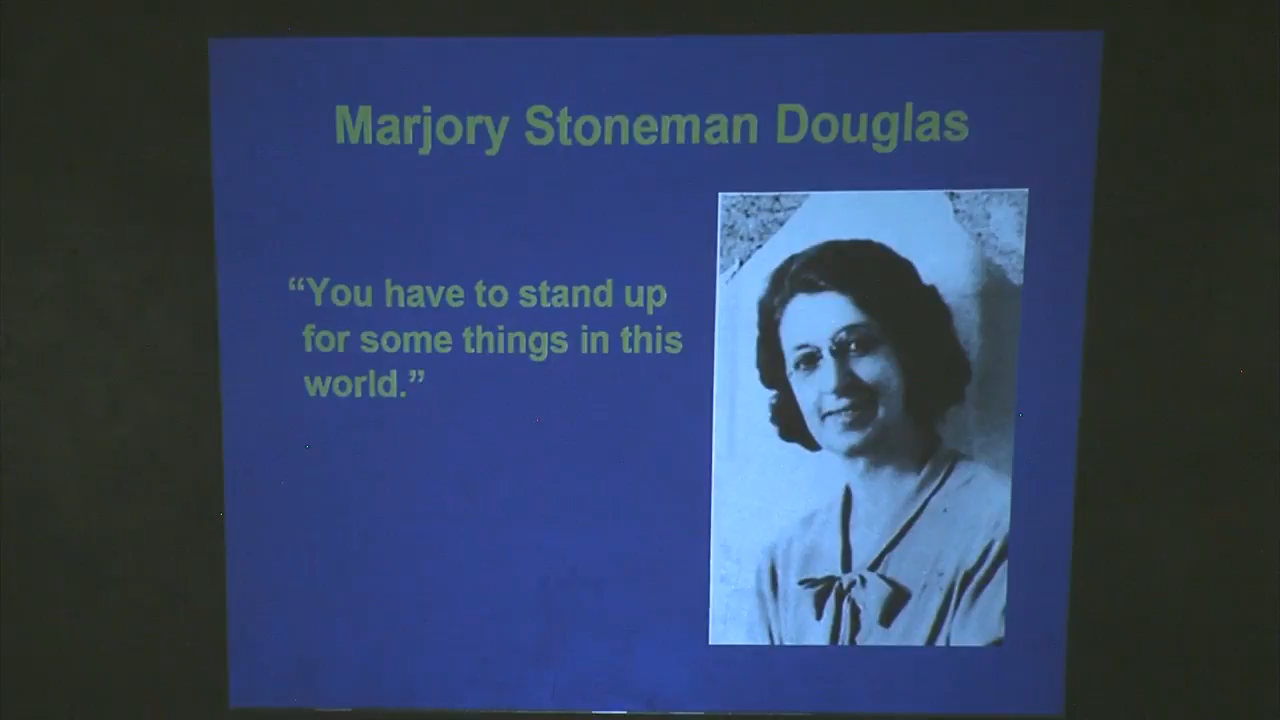 Marjory Stoneman Douglas
“You have to stand up
for some things in this
world.”